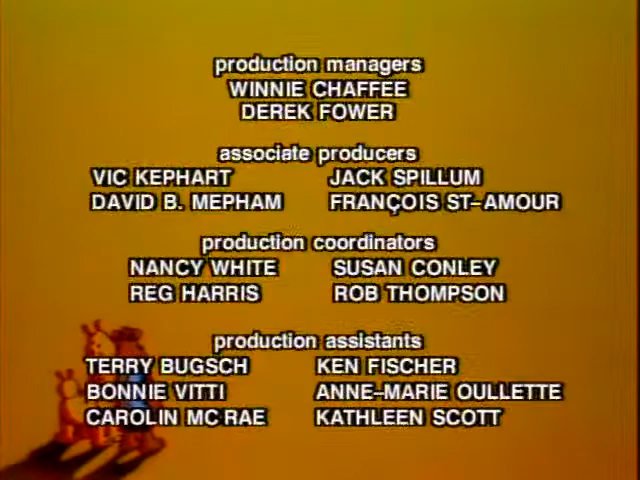 production managers
WINNIE CHAFFEE
DEREK FOWER
associate producers
VIC KEPHART JACK SPILLUM
DAVID B. MEPHAM FRANÇOIS ST-AMOUR
production coordinators
NANCY WHITE SUSAN CONLEY
REG HARRIS ROB THOMPSON
production assistants
TERRY BUGSCH KEN FISCHER
BONNIE VITTI ANNE-MARIE OULLETTE
CAROLIN MC RAE KATHLEEN SCOTT